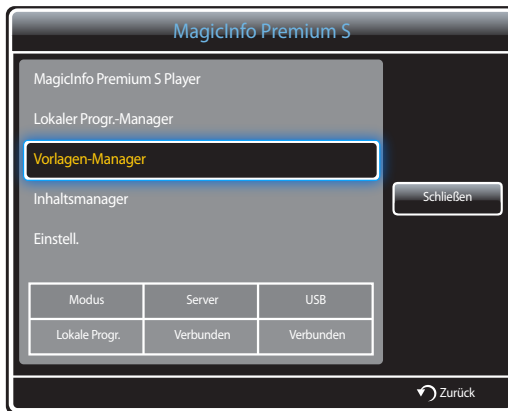 MagicInfo Premium S
MagicInfo Premium S Player
Lokaler Progr.-Manager
Vorlagen-Manager
Inhaltsmanager
Einstell.
Schließen
Modus Server USB
Lokale Progr. Verbunden Verbunden
Zurück